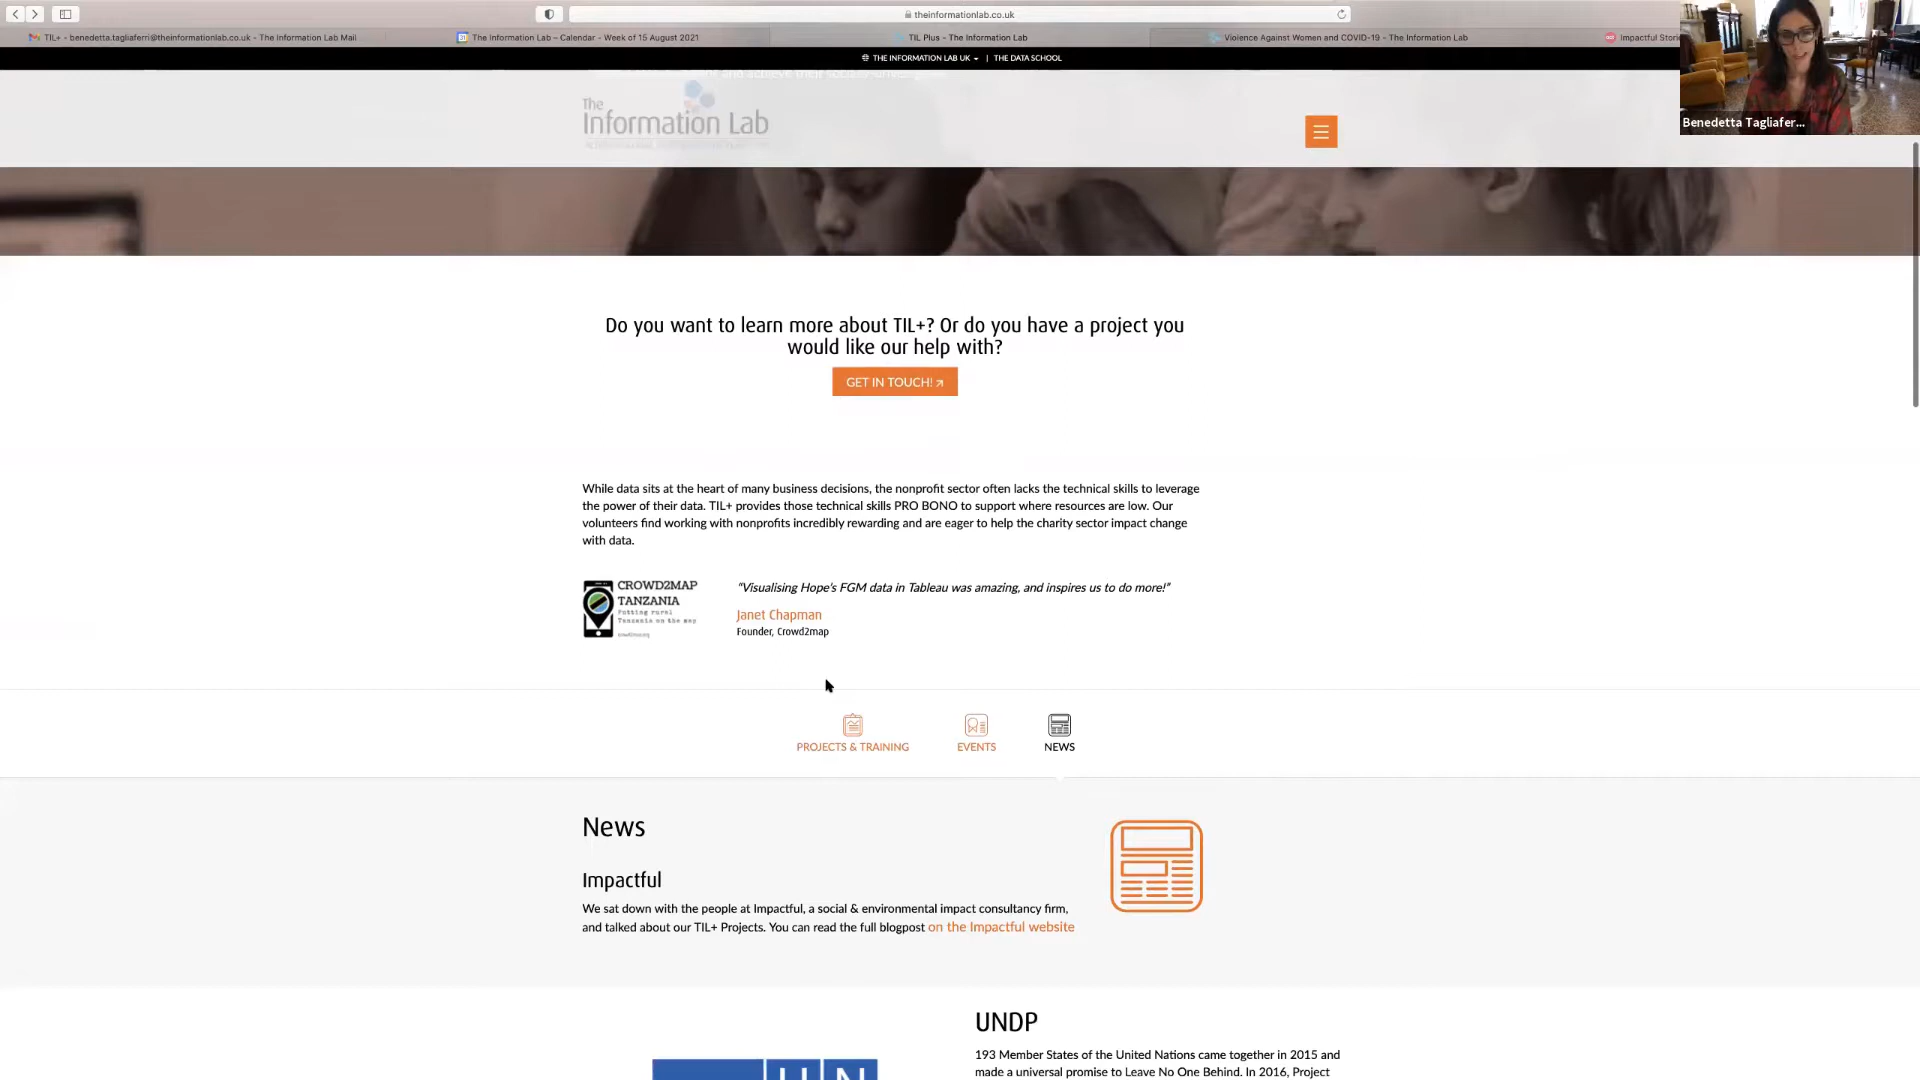 theinformationlab.co.uk
TIL+ - benedetta.tagliaferri@theinformationlab.co.uk - The Information Lab Mail
The Information Lab – Calendar - Week of 15 August 2021
TIL Plus - The Information Lab
Violence Against Women and COVID-19 - The Information Lab
Impactful Stori
THE INFORMATION LAB UK | THE DATA SCHOOL
The
Information Lab
Benedetta Tagliafer...
Do you want to learn more about TIL+? Or do you have a project you
would like our help with?
GET IN TOUCH!
While data sits at the heart of many business decisions, the nonprofit sector often lacks the technical skills to leverage
the power of their data. TIL+ provides those technical skills PRO BONO to support where resources are low. Our
volunteers find working with nonprofits incredibly rewarding and are eager to help the charity sector impact change
with data.
CROWD2MAP
TANZANIA
Putting rural
Tanzania on the map
"Visualising Hope's FGM data in Tableau was amazing, and inspires us to do more!"
Janet Chapman
Founder, Crowd2map
PROJECTS & TRAINING
EVENTS
NEWS
News
Impactful
We sat down with the people at Impactful, a social & environmental impact consultancy firm,
and talked about our TIL+ Projects. You can read the full blogpost on the Impactful website
UNDP
193 Member States of the United Nations came together in 2015 and
made a universal promise to Leave No One Behind. In 2016, Project
U N